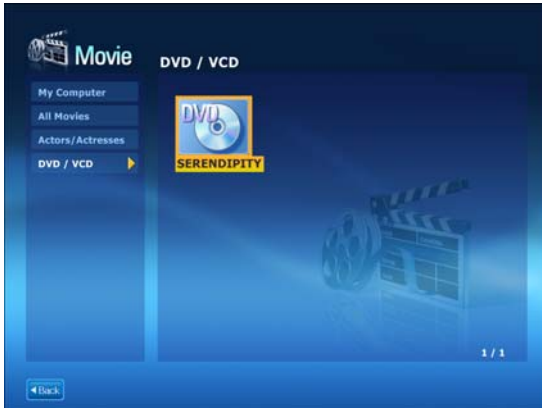 Movie
DVD / VCD
My Computer
All Movies
Actors/Actresses
DVD / VCD
DVD
SERENDIPITY
1 / 1
Back